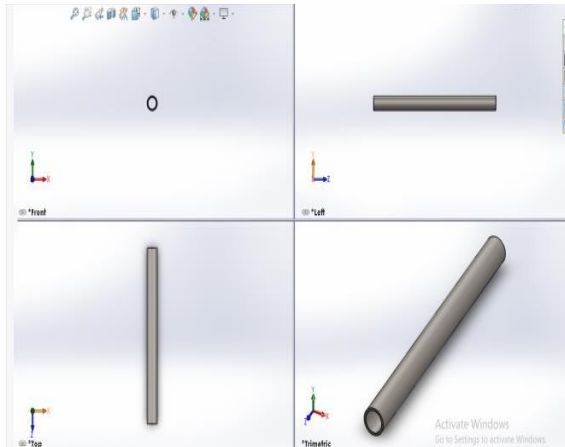 Y
X
*Front
Y
Z
*Left
X
Z
*Top
Y
X
Z
*Trimetric
Activate Windows
Go to Settings to activate Windows.